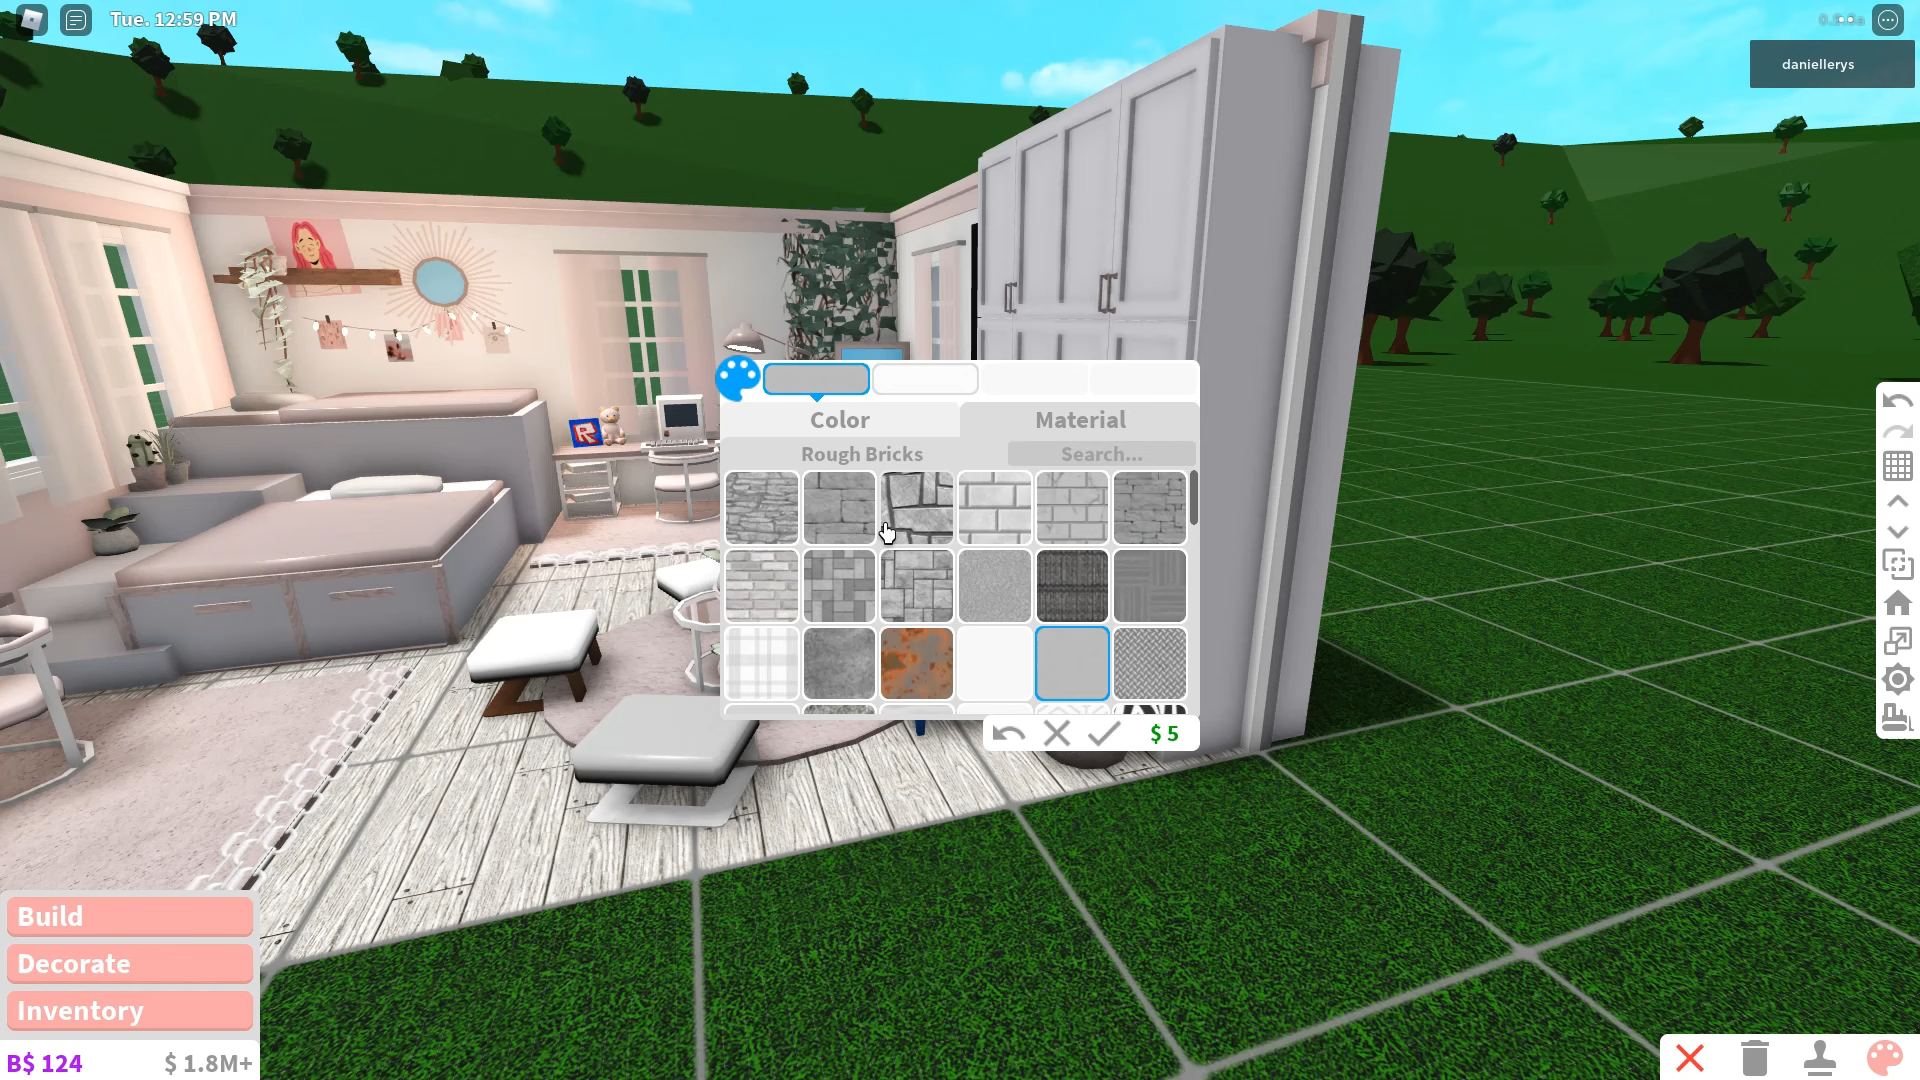 Tue. 12:59 PM
daniellerys
Color
Material
Rough Bricks
Search...
$ 5
Build
Decorate
Inventory
B$ 124
$ 1.8M+